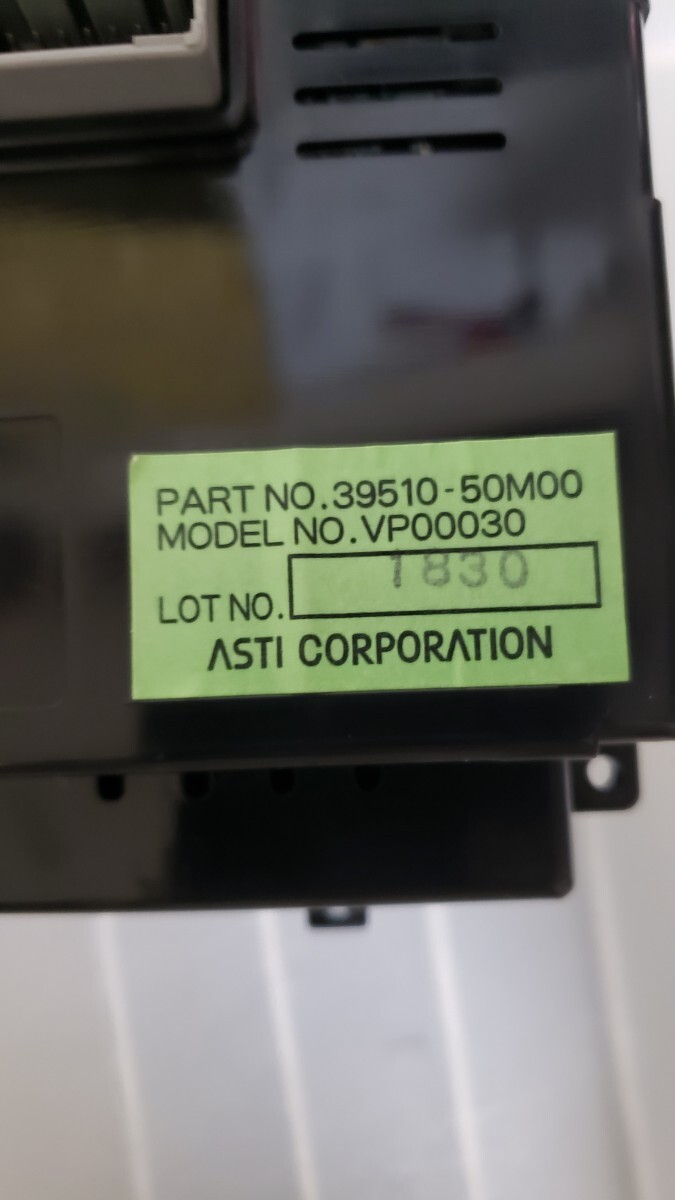 PART NO.39510-50M00
MODEL NO.VP00030
1830
LOT NO.
ASTI CORPORATION